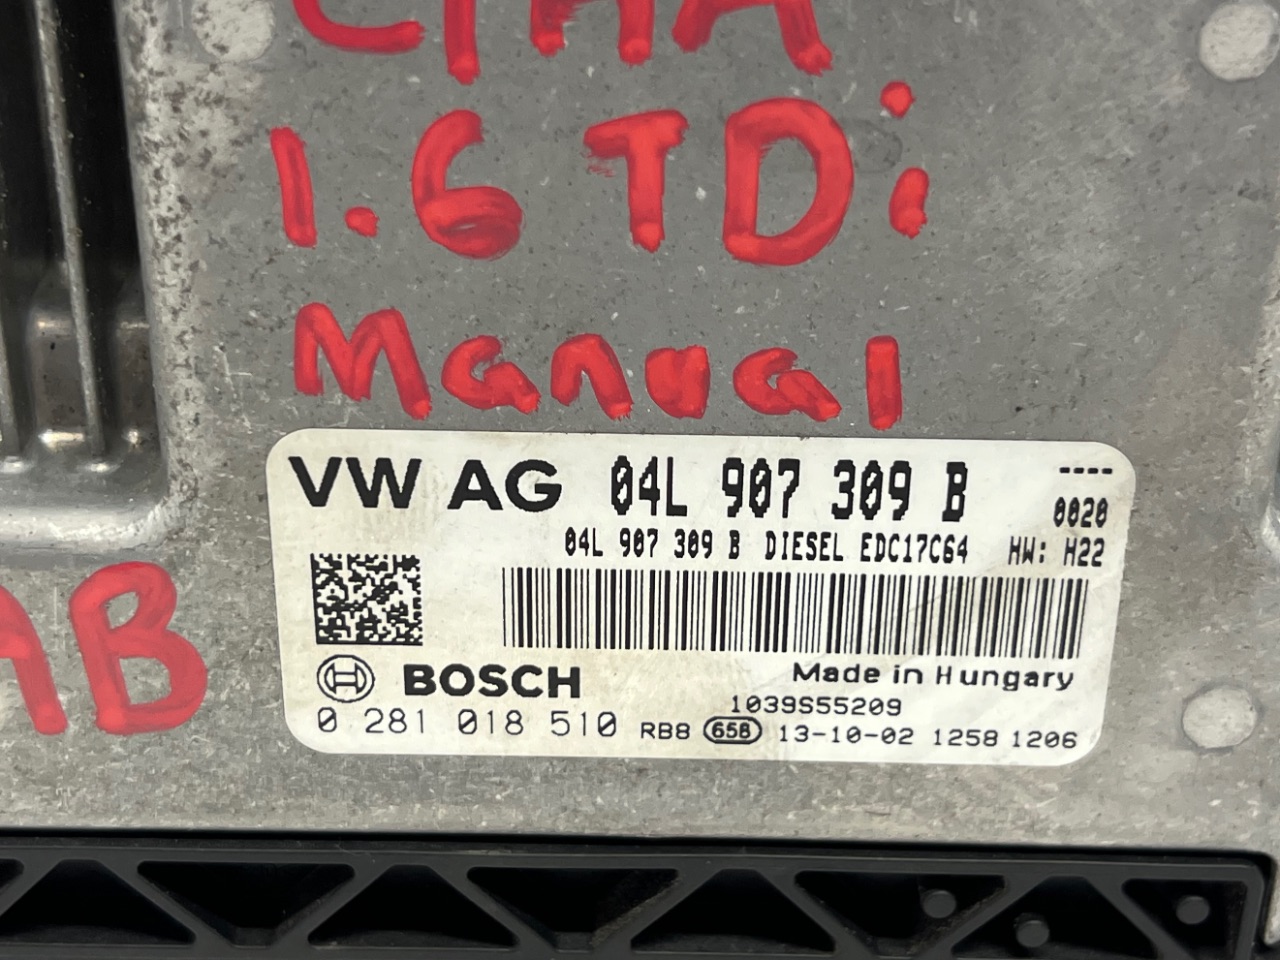 1.6 TDi
Manual
AB
VW AG 04L 907 309 B ----
0020
04L 907 309 B DIESEL EDC17C64 HW: H22
BOSCH
Made in Hungary
1039S55209
0 281 018 510 RB8 65B 13-10-02 1258 1206